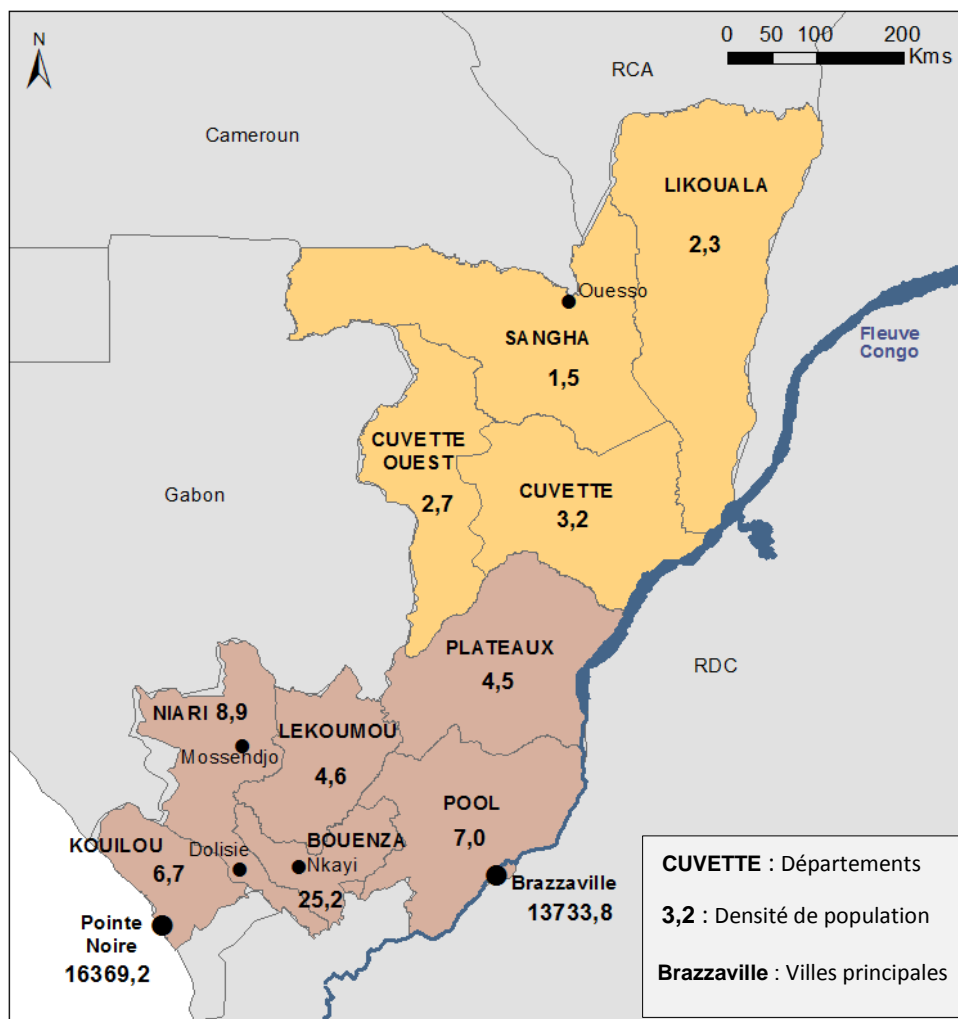 N
0 50 100 200
Kms
RCA
Cameroun
LIKOUALA
2,3
Ouesso
SANGHA
1,5
Fleuve
Congo
CUVETTE
OUEST
2,7
CUVETTE
3,2
Gabon
PLATEAUX
4,5
RDC
NIARI 8,9
Mossendjo
LEKOUMOU
4,6
POOL
7,0
KOUILOU
6,7
Dolisie
BOUENZA
Nkayi
25,2
Brazzaville
13733,8
Pointe
Noire
16369,2
CUVETTE : Départements
3,2 : Densité de population
Brazzaville : Villes principales